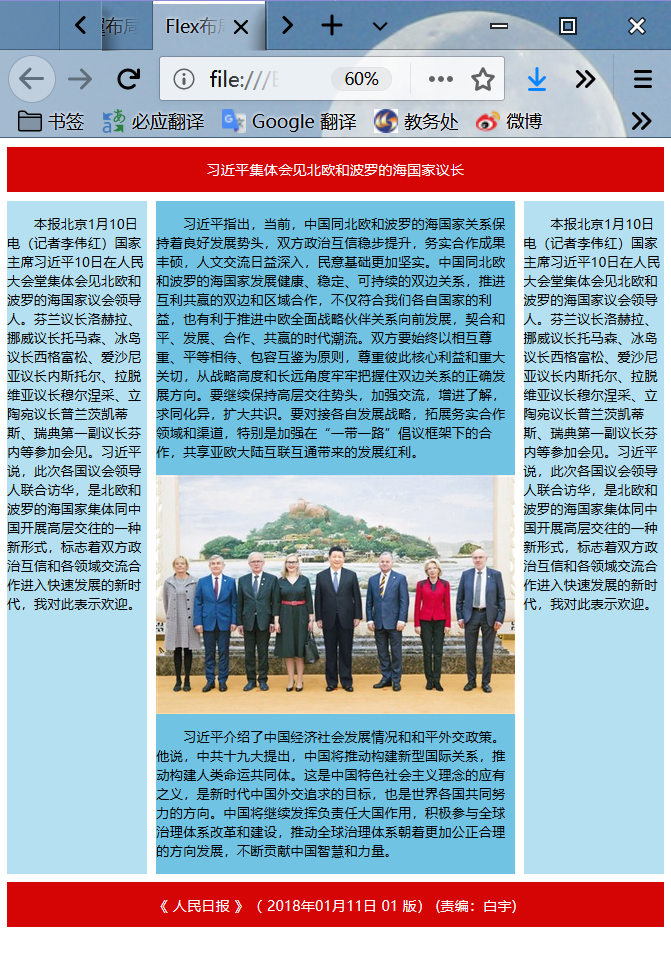 Flex布局
file:///
60%
书签
必应翻译
Google 翻译
教务处
微博
习近平集体会见北欧和波罗的海国家议长
本报北京1月10日
电（记者李伟红）国家
主席习近平10日在人民
大会堂集体会见北欧和
波罗的海国家议会领导
人。芬兰议长洛赫拉、
挪威议长托马森、冰岛
议长西格富松、爱沙尼
亚议长内斯托尔、拉脱
维亚议长穆尔涅采、立
陶宛议长普兰茨凯蒂
斯、瑞典第一副议长芬
内等参加会见。习近平
说，此次各国议会领导
人联合访华，是北欧和
波罗的海国家集体同中
国开展高层交往的一种
新形式，标志着双方政
治互信和各领域交流合
作进入快速发展的新时
代，我对此表示欢迎。
习近平指出，当前，中国同北欧和波罗的海国家关系保
持着良好发展势头，双方政治互信稳步提升，务实合作成果
丰硕，人文交流日益深入，民意基础更加坚实。中国同北欧
和波罗的海国家发展健康、稳定、可持续的双边关系，推进
互利共赢的双边和区域合作，不仅符合我们各自国家的利
益，也有利于推进中欧全面战略伙伴关系向前发展，契合和
平、发展、合作、共赢的时代潮流。双方要始终以相互尊
重、平等相待、包容互鉴为原则，尊重彼此核心利益和重大
关切，从战略高度和长远角度牢牢把握住双边关系的正确发
展方向。要继续保持高层交往势头，加强交流，增进了解，
求同化异，扩大共识。要对接各自发展战略，拓展务实合作
领域和渠道，特别是加强在“一带一路”倡议框架下的合
作，共享亚欧大陆互联互通带来的发展红利。
习近平介绍了中国经济社会发展情况和和平外交政策。
他说，中共十九大提出，中国将推动构建新型国际关系，推
动构建人类命运共同体。这是中国特色社会主义理念的应有
之义，是新时代中国外交追求的目标，也是世界各国共同努
力的方向。中国将继续发挥负责任大国作用，积极参与全球
治理体系改革和建设，推动全球治理体系朝着更加公正合理
的方向发展，不断贡献中国智慧和力量。
本报北京1月10日
电（记者李伟红）国家
主席习近平10日在人民
大会堂集体会见北欧和
波罗的海国家议会领导
人。芬兰议长洛赫拉、
挪威议长托马森、冰岛
议长西格富松、爱沙尼
亚议长内斯托尔、拉脱
维亚议长穆尔涅采、立
陶宛议长普兰茨凯蒂
斯、瑞典第一副议长芬
内等参加会见。习近平
说，此次各国议会领导
人联合访华，是北欧和
波罗的海国家集体同中
国开展高层交往的一种
新形式，标志着双方政
治互信和各领域交流合
作进入快速发展的新时
代，我对此表示欢迎。
《 人民日报 》（ 2018年01月11日 01 版）（责编：白宇)